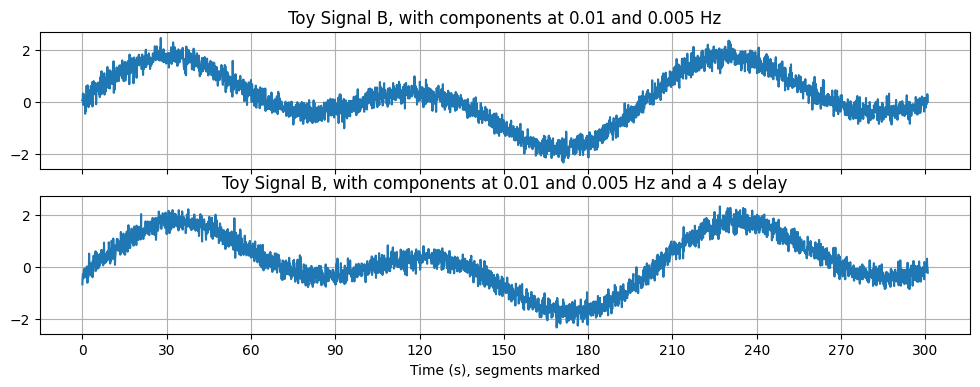 Toy Signal B, with components at 0.01 and 0.005 Hz
2
0
−2
Toy Signal B, with components at 0.01 and 0.005 Hz and a 4 s delay
2
0
−2
0 30 60 90 120 150 180 210 240 270 300
Time (s), segments marked